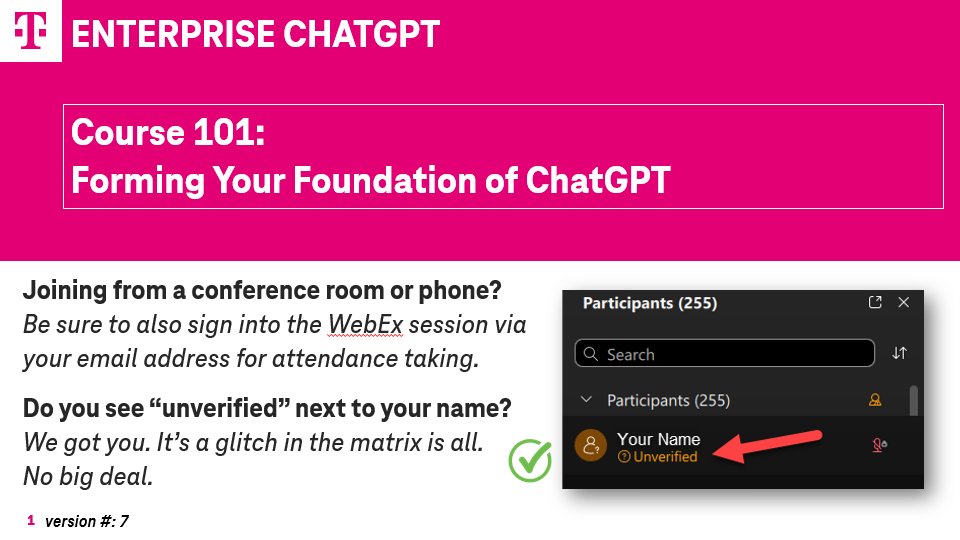 ENTERPRISE CHATGPT
Course 101:
Forming Your Foundation of ChatGPT
Joining from a conference room or phone?
Be sure to also sign into the WebEx session via
your email address for attendance taking.
Do you see “unverified” next to your name?
We got you. It’s a glitch in the matrix is all.
No big deal.
Participants (255)
Search
Participants (255)
Your Name
Unverified
1 version #: 7